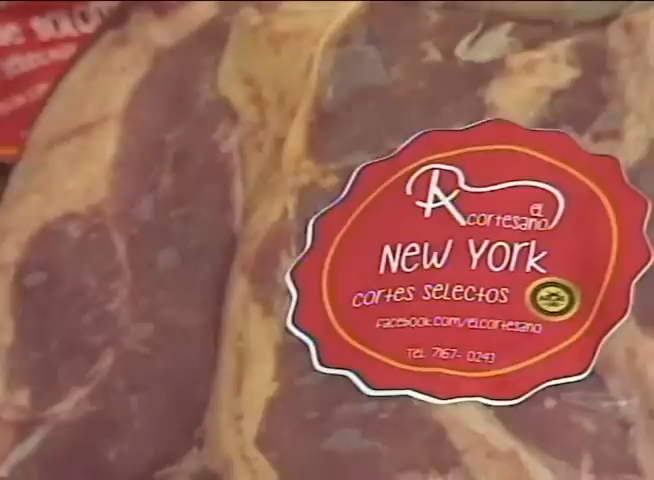 el
cortesano
New York
cortes selectos
facebook.com/elcortesano
Tel. 7167-0243